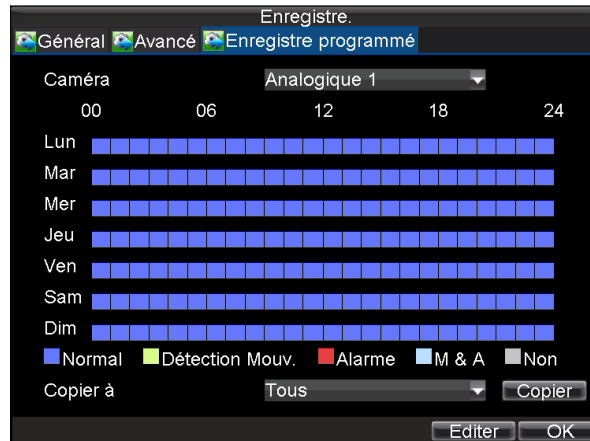 Enregistre.
Général Avancé Enregistre programmé
Caméra Analogique 1
00 06 12 18 24
Lun
Mar
Mer
Jeu
Ven
Sam
Dim
Normal Détection Mouv. Alarme M & A Non
Copier à Tous Copier
Editer OK